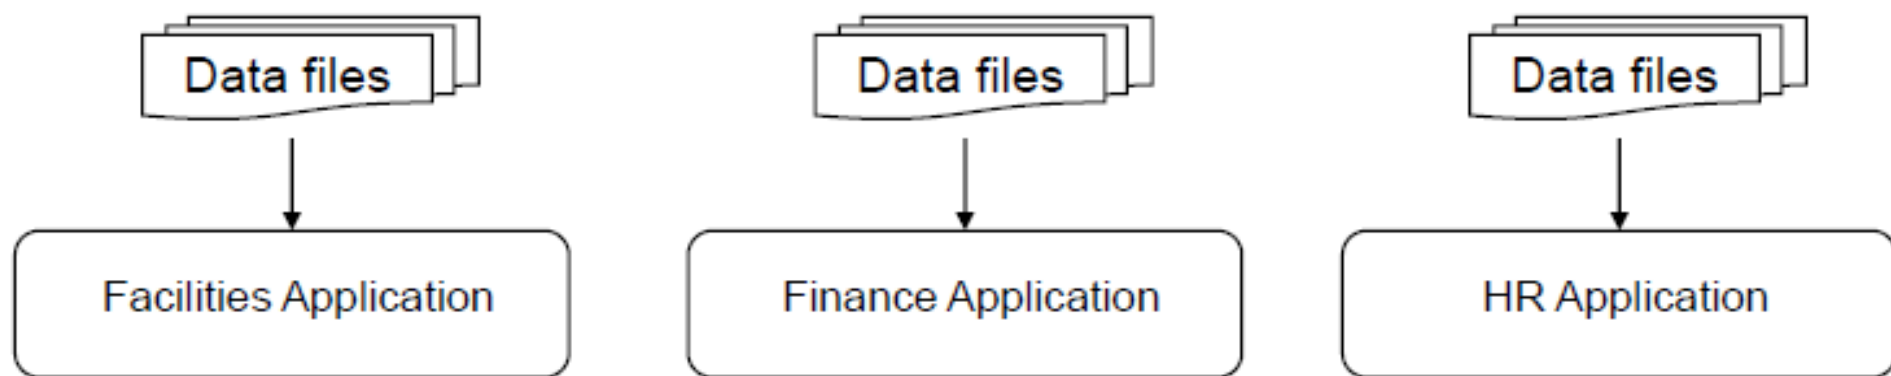 Data files
Data files
Data files
Facilities Application
Finance Application
HR Application